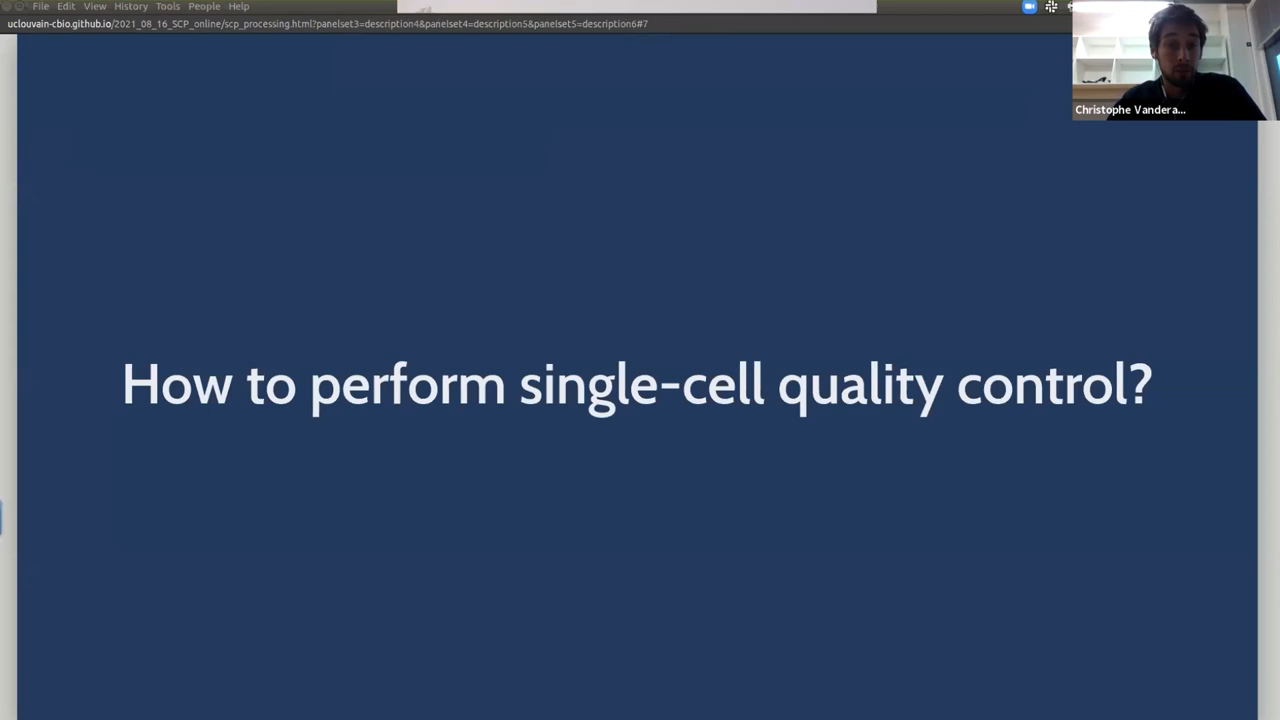 File Edit View History Tools People Help
uclouvain-cbio.github.io/2021_08_16_SCP_online/scp_processing.html?panelset3=description4&panelset4=description5&panelset5=description6#7
Christophe Vandera...
How to perform single-cell quality control?